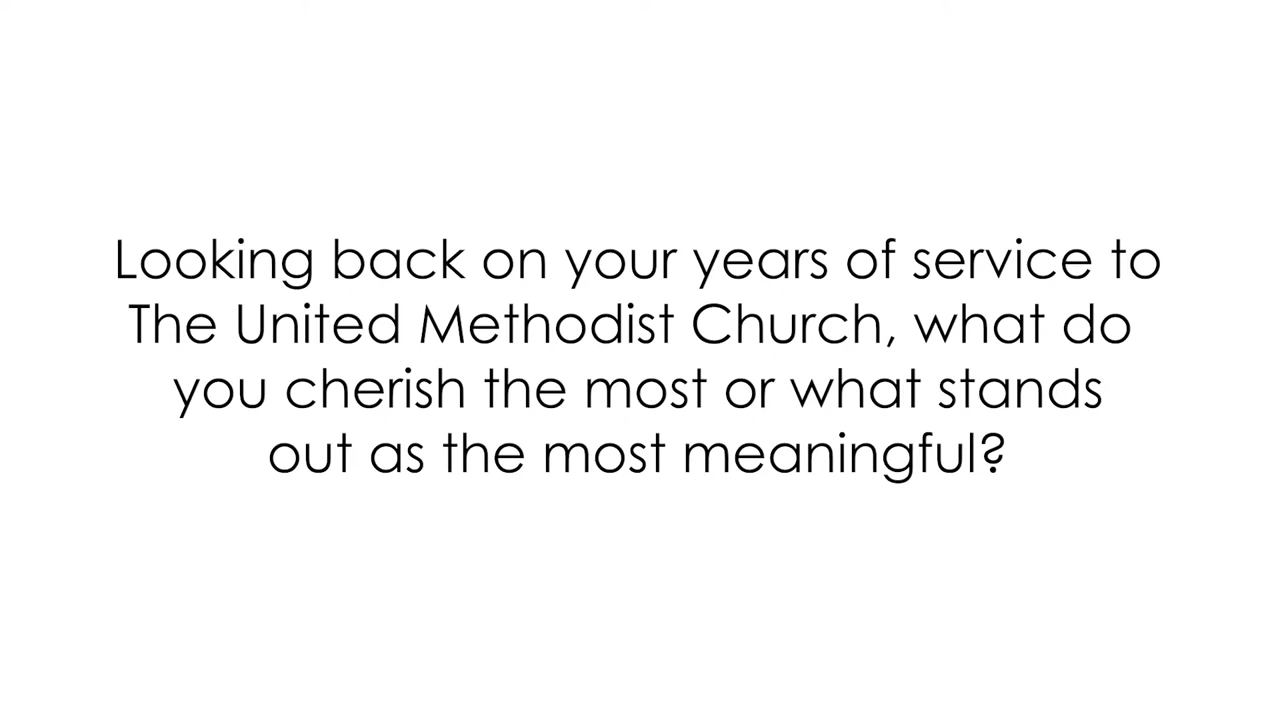 Looking back on your years of service to
The United Methodist Church, what do
you cherish the most or what stands
out as the most meaningful?